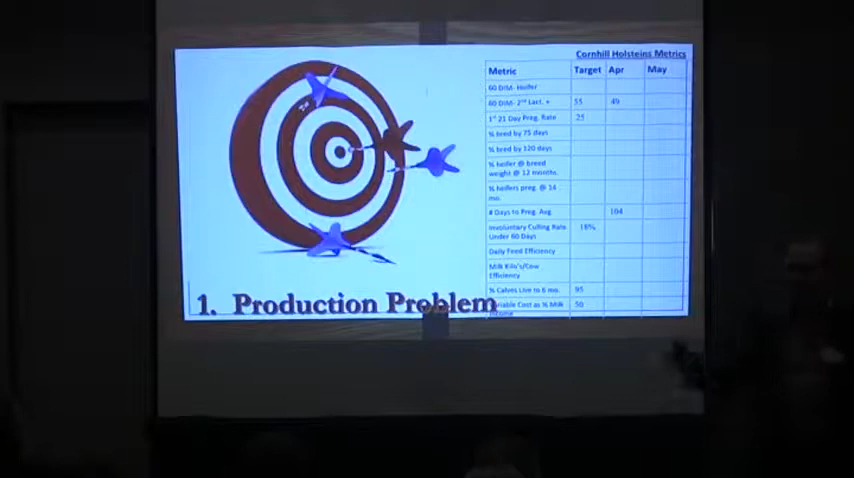 Cornhill Holsteins Metrics
Metric Target Apr May
60 DIM- Heifer
60 DIM- 2nd Lact. + 55 49
1st 21 Day Preg. Rate 25
% bred by 75 days
% bred by 120 days
% heifer @ breed
weight @ 12 months.
% heifers preg @ 14
mo.
# Days to Preg. Avg 104
Involuntary Culling Rate 18%
Under 60 Days
Daily Feed Efficiency
Milk Kilo's/Cow
Efficiency
% Calves Live to 6 mo. 95
Variable Cost as % Milk 50
Income
1. Production Problem